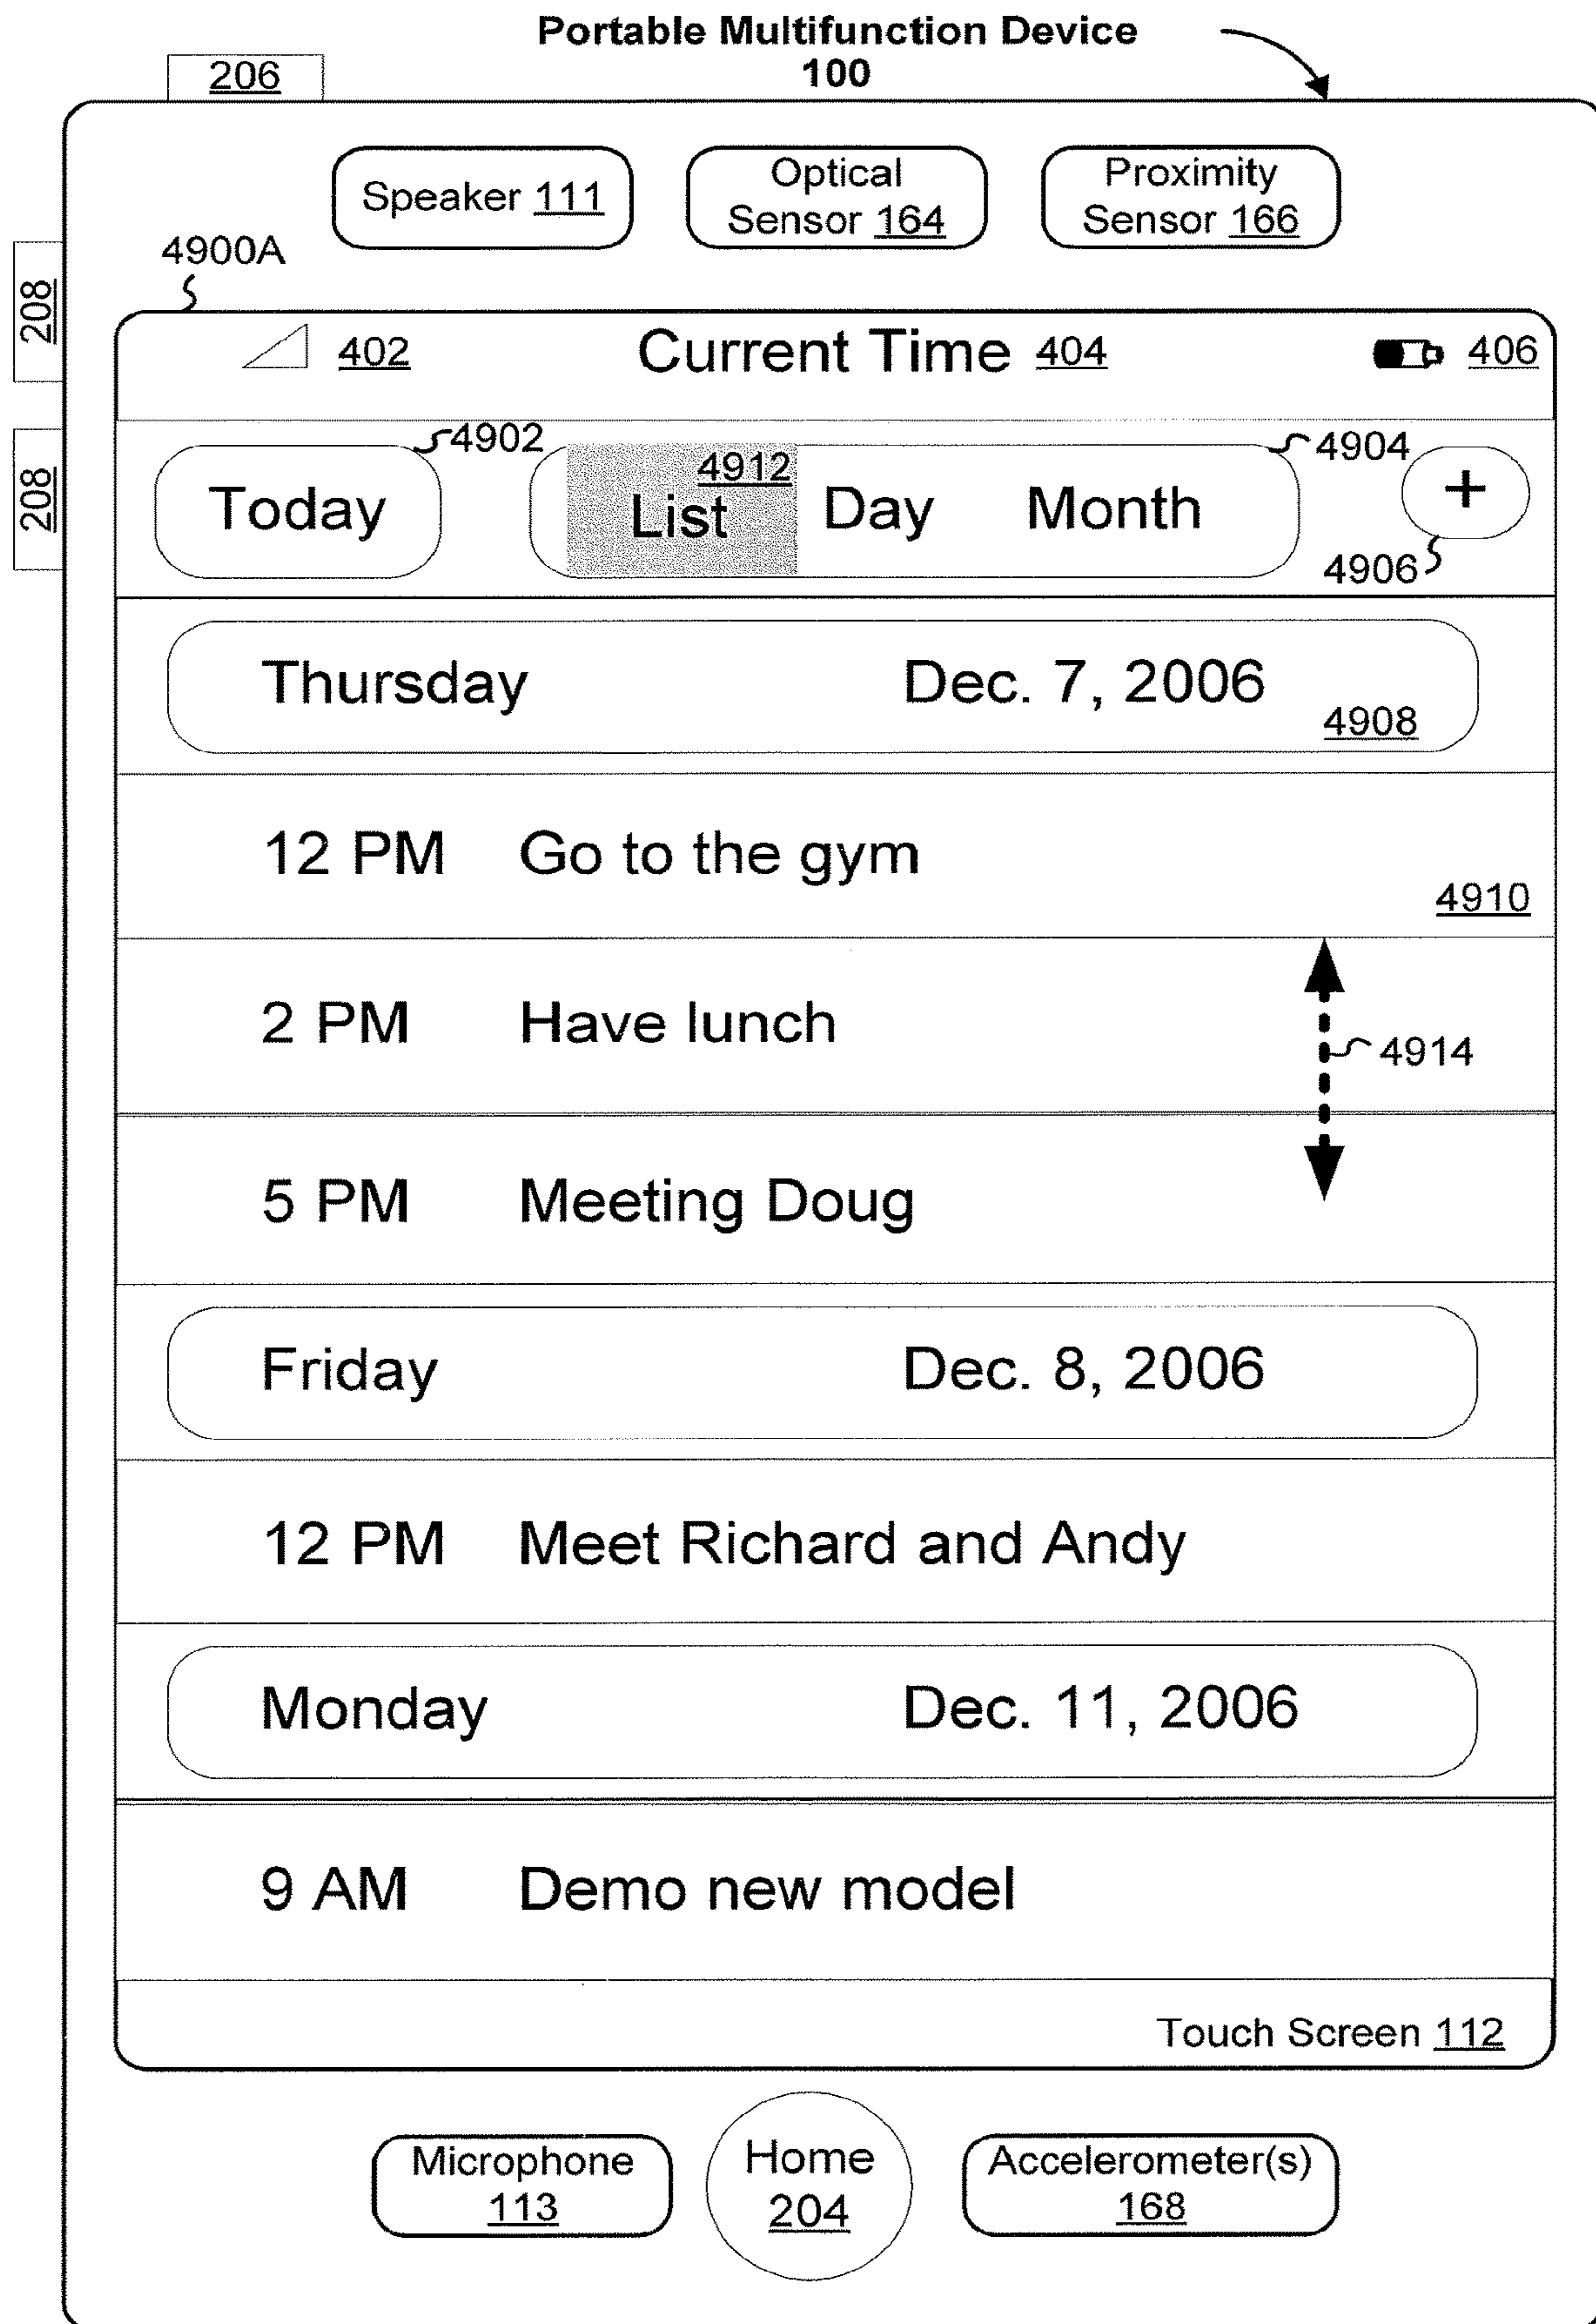 Portable Multifunction Device
100
206
Speaker 111
Optical
Sensor 164
Proximity
Sensor 166
4900A
208
208
402
Current Time 404
406
4902
4904
4912
Today
List
Day
Month
+
4906
Thursday
Dec. 7, 2006
4908
12 PM
Go to the gym
4910
2 PM
Have lunch
4914
5 PM
Meeting Doug
Friday
Dec. 8, 2006
12 PM
Meet Richard and Andy
Monday
Dec. 11, 2006
9 AM
Demo new model
Touch Screen 112
Microphone
113
Home
204
Accelerometer(s)
168